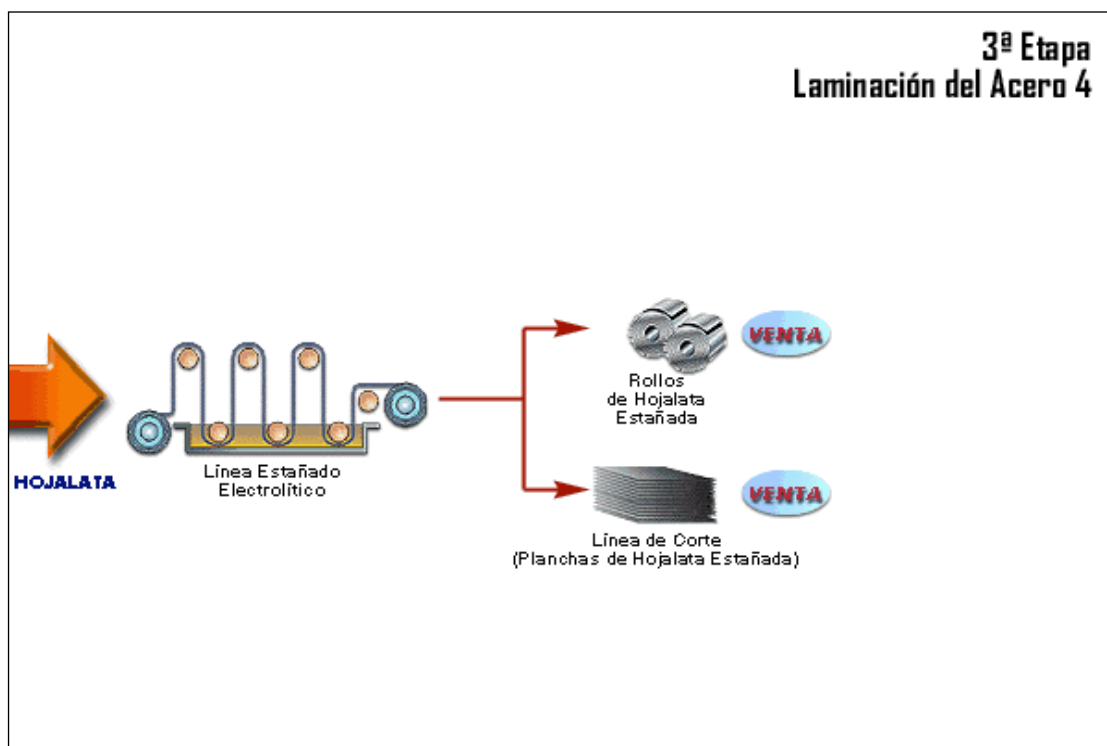 3ª Etapa
Laminación del Acero 4
HOJALATA
Línea Estañado
Electrolítico
Rollos
de Hojalata
Estañada
VENTA
Línea de Corte
(Planchas de Hojalata Estañada)
VENTA